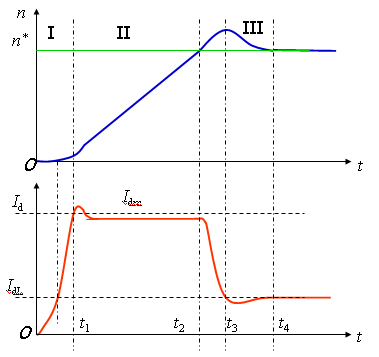 n
n*
I II III
O
t
I_d
I_dm
I_dL
t_1 t_2 t_3 t_4
O
t